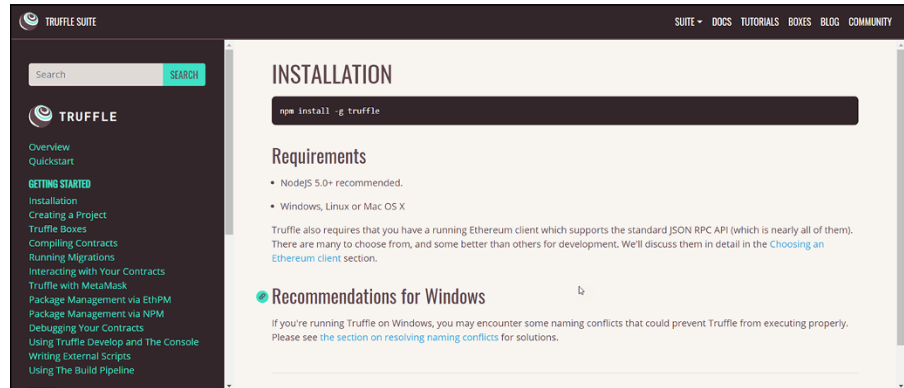 TRUFFLE SUITE
SUITE DOCS TUTORIALS BOXES BLOG COMMUNITY
Search
SEARCH
TRUFFLE
Overview
Quickstart
GETTING STARTED
Installation
Creating a Project
Truffle Boxes
Compiling Contracts
Running Migrations
Interacting with Your Contracts
Truffle with MetaMask
Package Management via EthPM
Package Management via NPM
Debugging Your Contracts
Using Truffle Develop and The Console
Writing External Scripts
Using The Build Pipeline
INSTALLATION
npm install -g truffle
Requirements
• NodeJS 5.0+ recommended.
• Windows, Linux or Mac OS X
Truffle also requires that you have a running Ethereum client which supports the standard JSON RPC API (which is nearly all of them).
There are many to choose from, and some better than others for development. We'll discuss them in detail in the Choosing an
Ethereum client section.
Recommendations for Windows
If you're running Truffle on Windows, you may encounter some naming conflicts that could prevent Truffle from executing properly.
Please see the section on resolving naming conflicts for solutions.